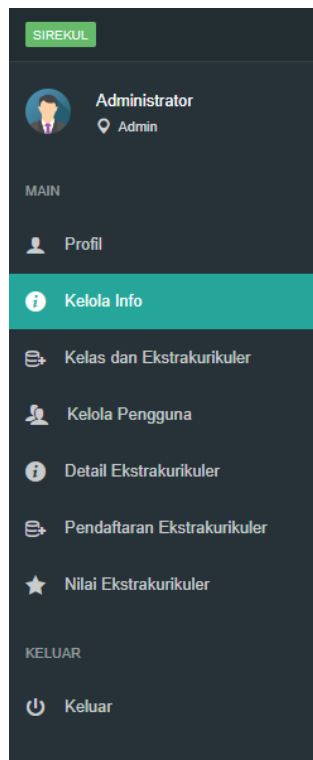 SIREKUL
Administrator
Admin
MAIN
Profil
Kelola Info
Kelas dan Ekstrakurikuler
Kelola Pengguna
Detail Ekstrakurikuler
Pendaftaran Ekstrakurikuler
Nilai Ekstrakurikuler
KELUAR
Keluar